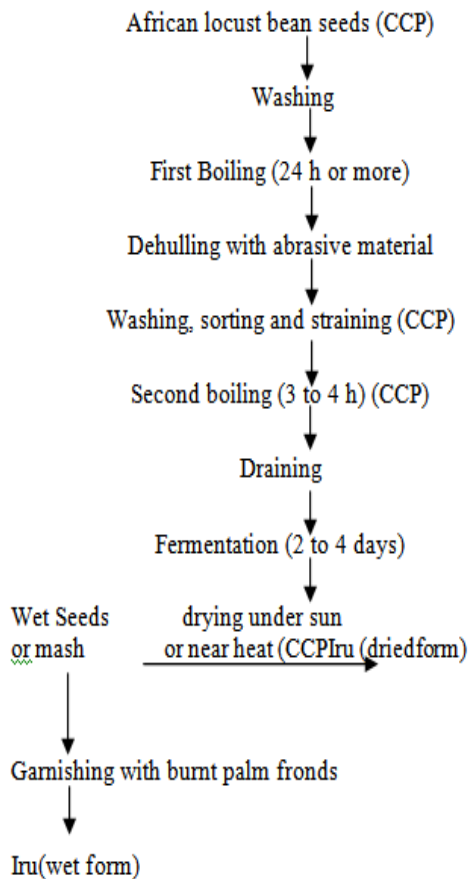 African locust bean seeds (CCP)
Washing
First Boiling (24 h or more)
Dehulling with abrasive material
Washing, sorting and straining (CCP)
Second boiling (3 to 4 h) (CCP)
Draining
Fermentation (2 to 4 days)
Wet Seeds
or mash
drying under sun
or near heat (CCPIru (driedform)
Garnishing with burnt palm fronds
Iru(wet form)